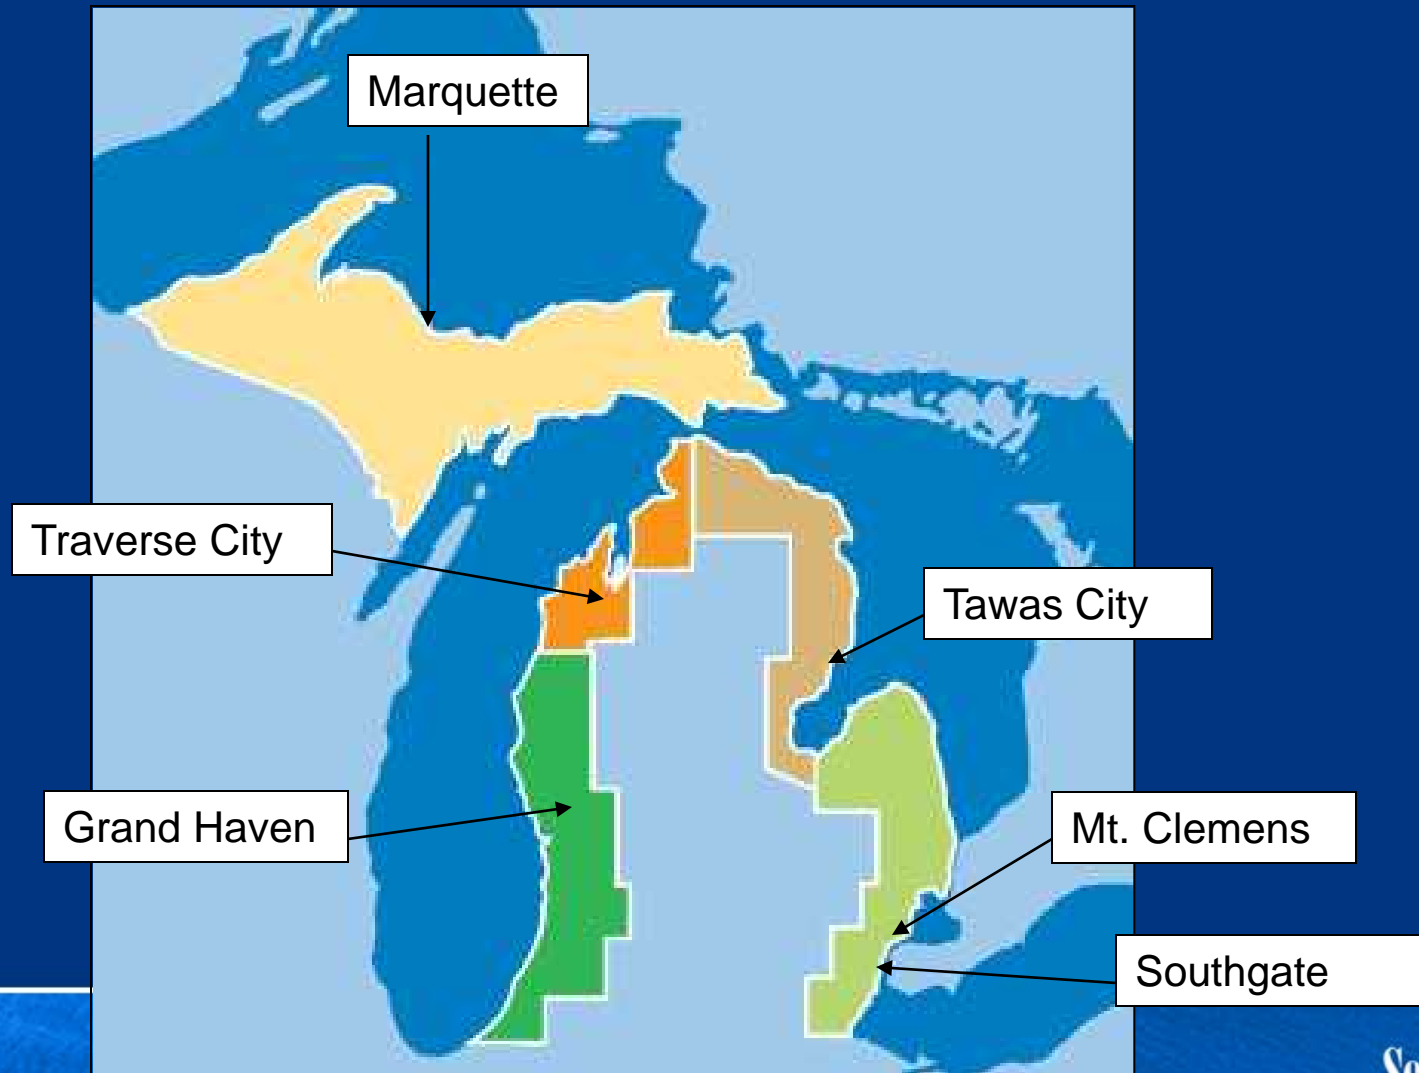 Marquette
Traverse City
Tawas City
Grand Haven
Mt. Clemens
Southgate